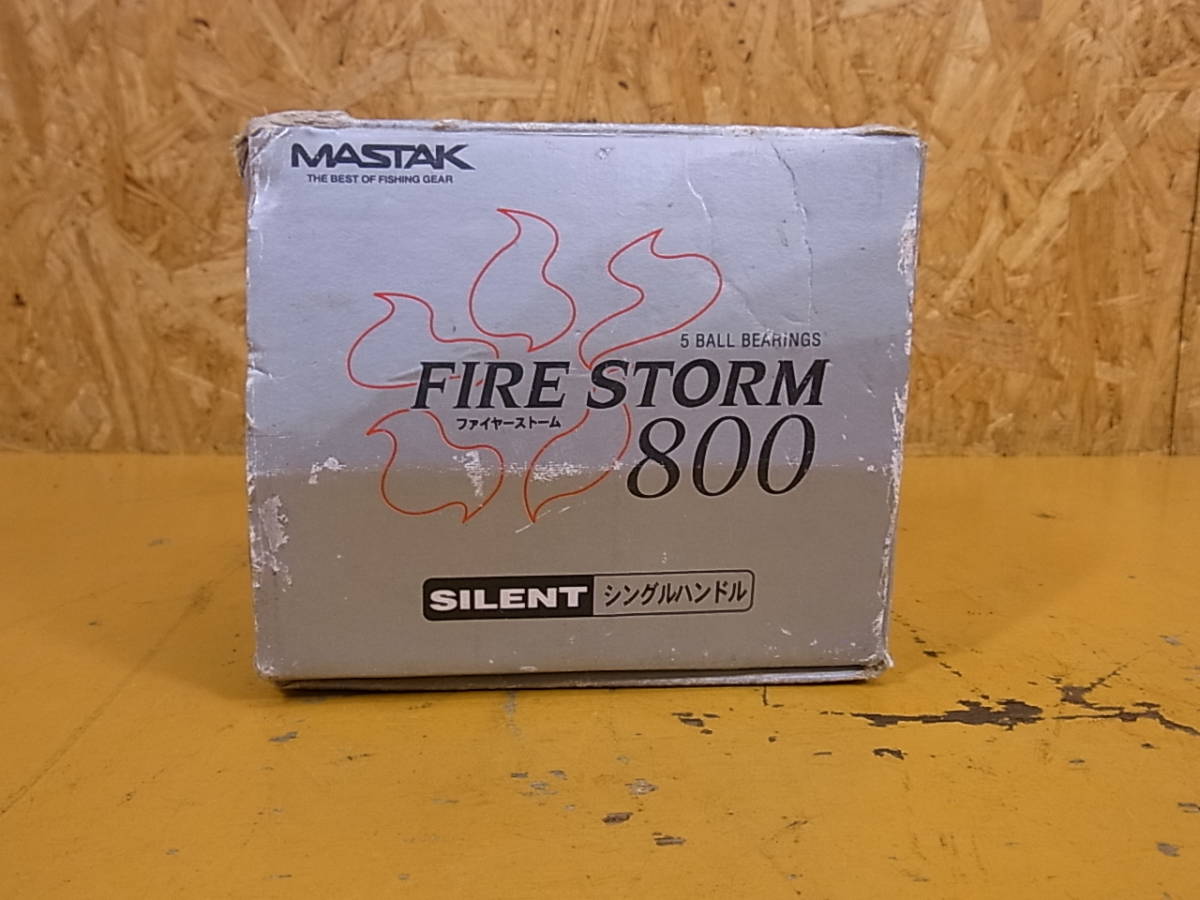 MASTAK
THE BEST OF FISHING GEAR
5 BALL BEARINGS
FIRE STORM
ファイヤーストーム
800
SILENT シングルハンドル